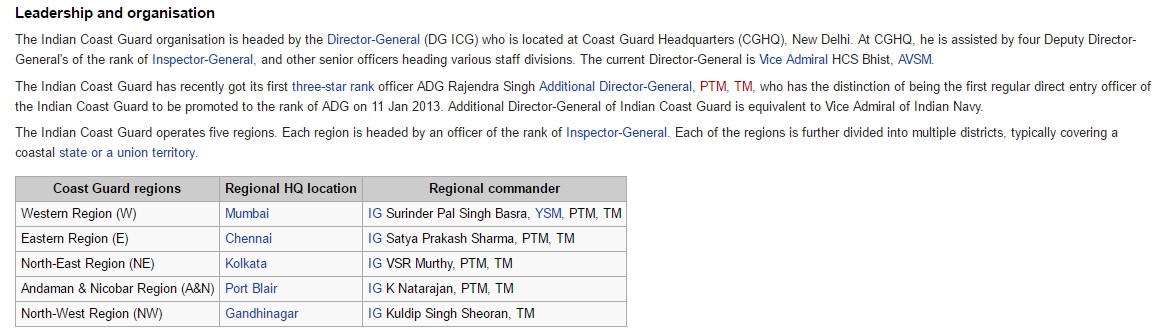 Leadership and organisation
The Indian Coast Guard organisation is headed by the Director-General (DG ICG) who is located at Coast Guard Headquarters (CGHQ), New Delhi. At CGHQ, he is assisted by four Deputy Director-
General's of the rank of Inspector-General, and other senior officers heading various staff divisions. The current Director-General is Vice Admiral HCS Bhist, AVSM.
The Indian Coast Guard has recently got its first three-star rank officer ADG Rajendra Singh Additional Director-General, PTM, TM, who has the distinction of being the first regular direct entry officer of
the Indian Coast Guard to be promoted to the rank of ADG on 11 Jan 2013. Additional Director-General of Indian Coast Guard is equivalent to Vice Admiral of Indian Navy.
The Indian Coast Guard operates five regions. Each region is headed by an officer of the rank of Inspector-General. Each of the regions is further divided into multiple districts, typically covering a
coastal state or a union territory.
Coast Guard regions Regional HQ location Regional commander
Western Region (W) Mumbai IG Surinder Pal Singh Basra, YSM, PTM, TM
Eastern Region (E) Chennai IG Satya Prakash Sharma, PTM, TM
North-East Region (NE) Kolkata IG VSR Murthy, PTM, TM
Andaman & Nicobar Region (A&N) Port Blair IG K Natarajan, PTM, TM
North-West Region (NW) Gandhinagar IG Kuldip Singh Sheoran, TM